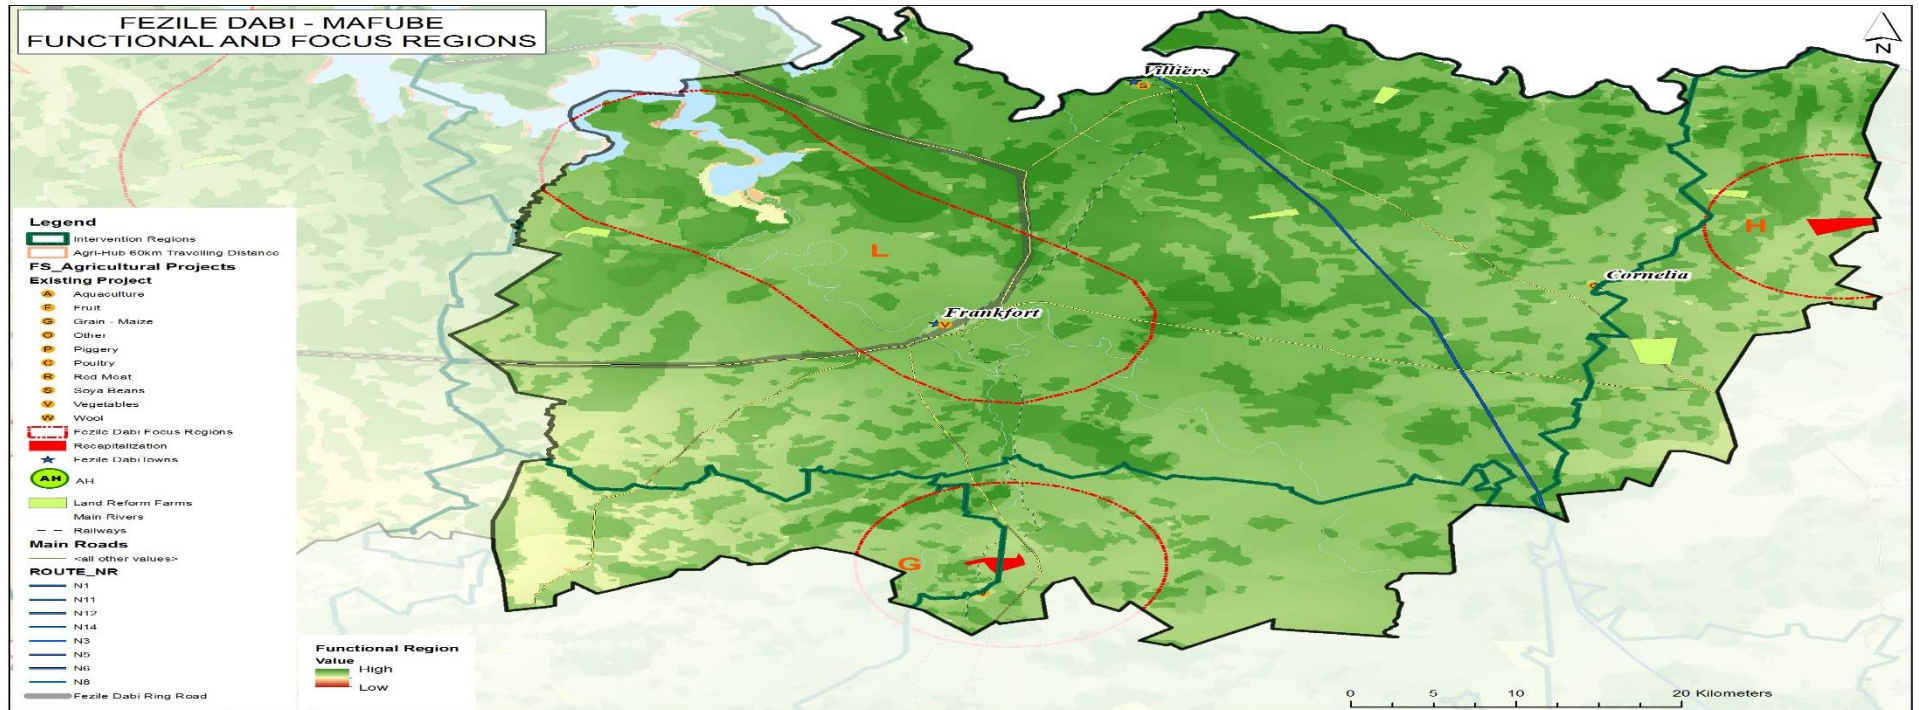 FEZILE DABI - MAFUBE
FUNCTIONAL AND FOCUS REGIONS
N
Villiers
S
H
L
Cornelia
Frankfort
V
G
Legend
Intervention Regions
Agri-Hub 60km Travelling Distance
FS_Agricultural Projects
Existing Project
A Aquaculture
F Fruit
G Grain - Maize
O Other
P Piggery
C Poultry
R Red Meat
S Soya Beans
V Vegetables
W Wool
Fezile Dabi Focus Regions
Recapitalization
Fezile DabiTowns
AH AH
Land Reform Farms
Main Rivers
Railways
Main Roads
<all other values>
ROUTE_NR
N1
N11
N12
N14
N3
N5
N6
N8
Fezile Dabi Ring Road
Functional Region
Value
High
Low
0 5 10 20 Kilometers